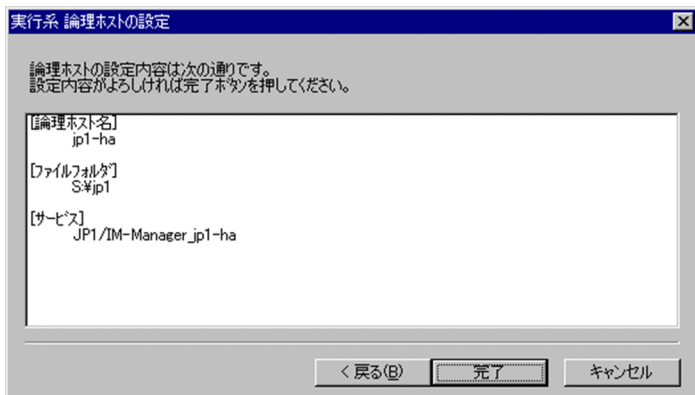 実行系 論理ホストの設定
論理ホストの設定内容は次の通りです。
設定内容がよろしければ完了ボタンを押してください。
[論理ホスト名]
jp1-ha
[ファイルフォルダ]
S:¥jp1
[サービス]
JP1/IM-Manager_jp1-ha
< 戻る(B)
完了
キャンセル